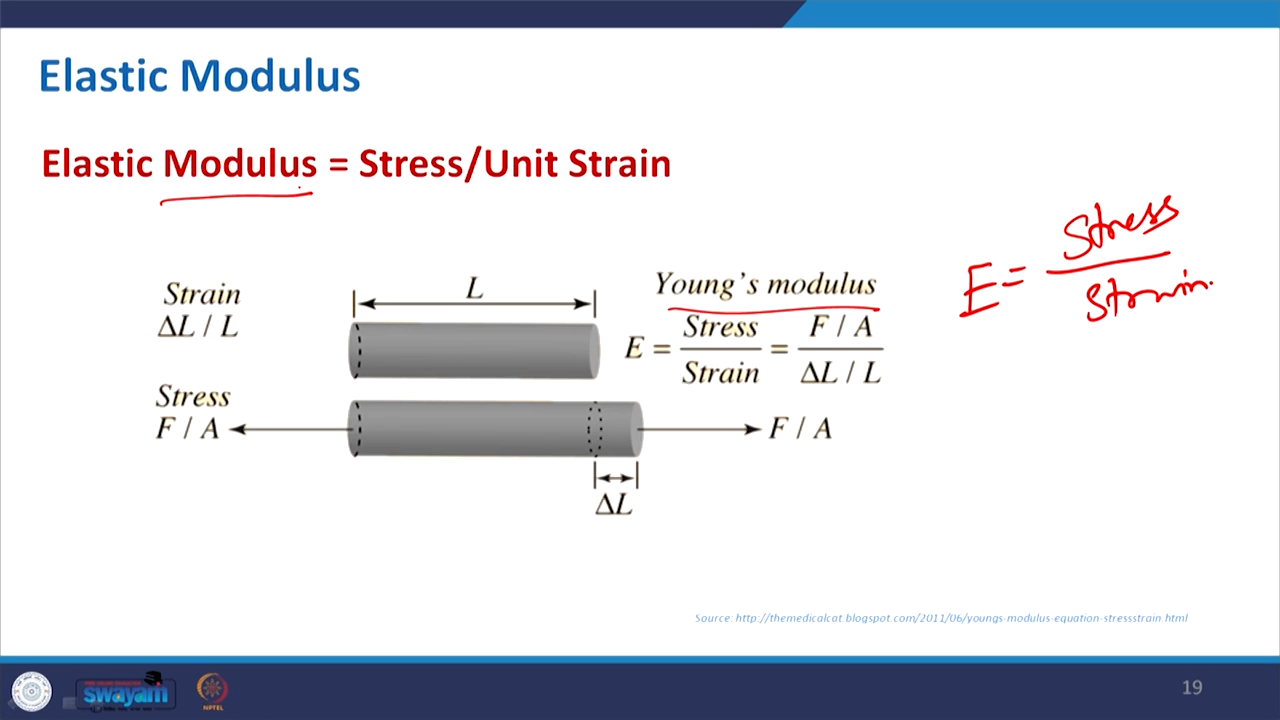 Elastic Modulus
Elastic Modulus = Stress/Unit Strain
E = Stress / Strain
Strain
ΔL / L
L
Young's modulus
E = Stress / Strain = F / A / ΔL / L
Stress
F / A
F / A
ΔL
Source: http://themedicalcat.blogspot.com/2011/06/youngs-modulus-equation-stressstrain.html
swayam
NPTEL
19